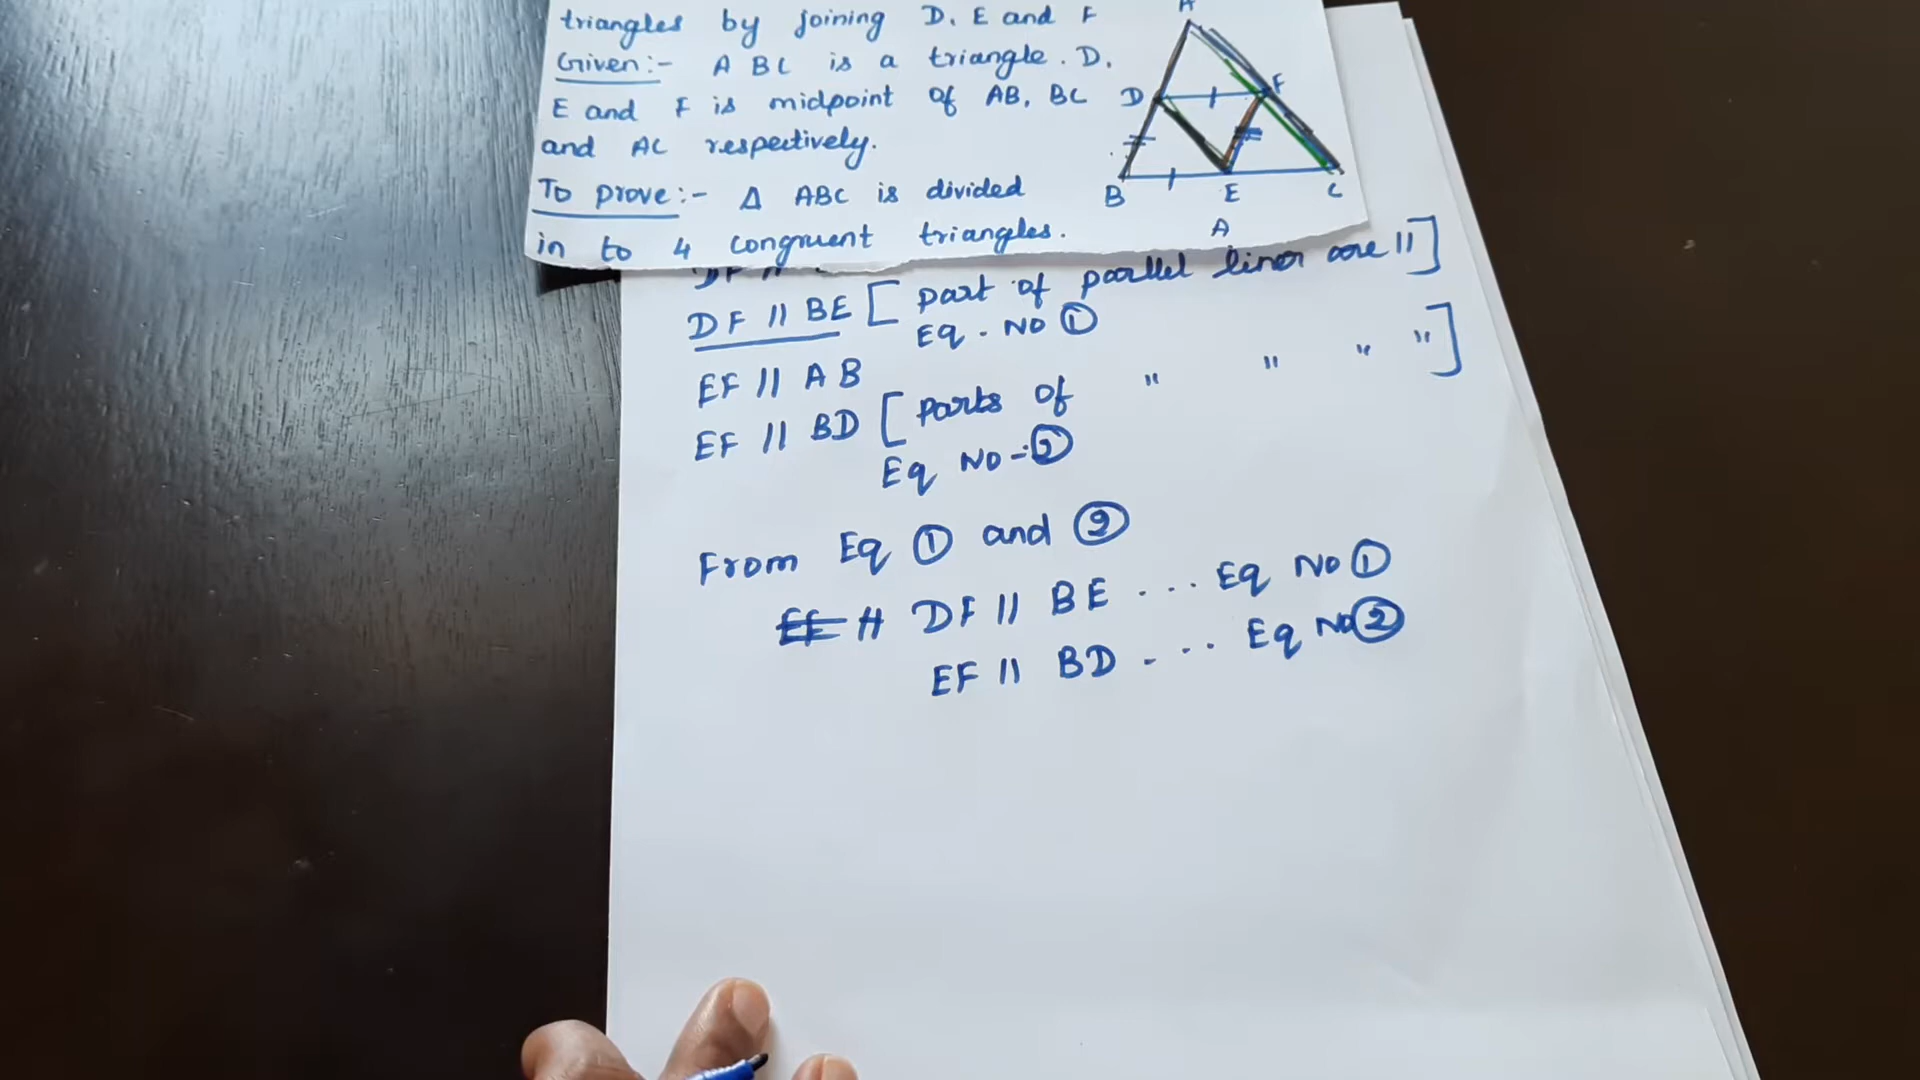 triangles by joining D, E and F
Given:- A BC is a triangle. D,
E and F is midpoint of AB, BC
and AC respectively.
To prove:- Δ ABC is divided
in to 4 congruent triangles.
A
D
F
B
E
C
A
DF ||
DF || BE [ part of parallel lines are || ]
Eq. No ①
EF || AB
EF || BD [ Parts of " " " " ]
Eq No - ②
From Eq ① and ②
DF || BE ... Eq No ①
EF || BD ... Eq No ②